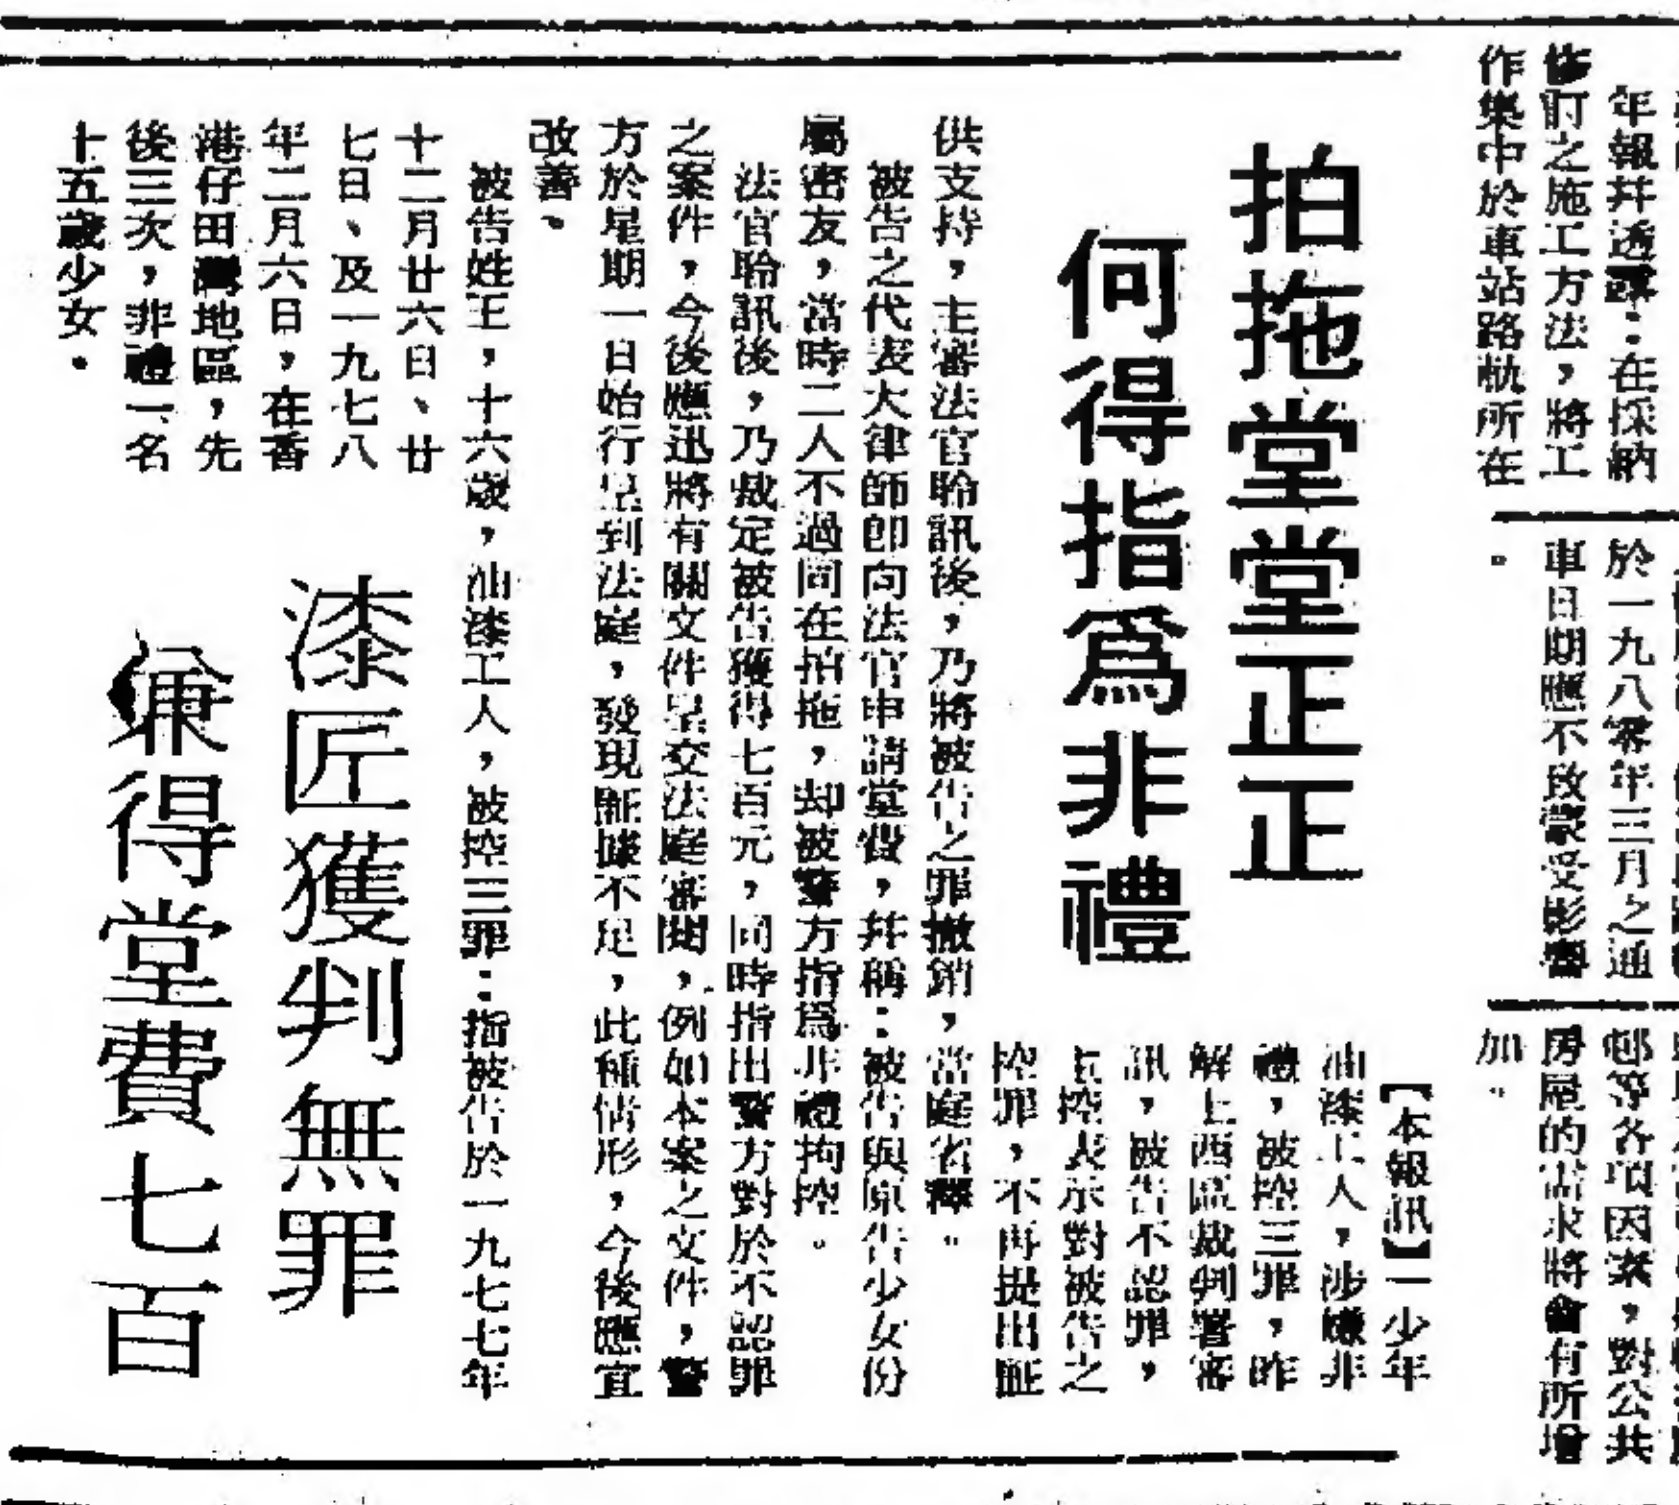 年報幷透露：在採納
修訂之施工方法，將工
作集中於車站路軌所在
於一九八零年三月之通
車日期應不致蒙受影響
。
邨等各項因素，對公共
房屋的需求將會有所增
加。
拍拖堂堂正正
何得指爲非禮
【本報訊】一少年
油漆工人，涉嫌非
禮，被控三罪，昨
解上西區裁判署審
訊，被告不認罪，
主控表示對被告之
控罪，不再提出証
供支持，主審法官聆訊後，乃將被告之罪撤銷，當庭省釋。
被告之代表大律師卽向法官申請堂費，幷稱：被告與原告少女份
屬密友，當時二人不過同在拍拖，却被警方指爲非禮拘控。
法官聆訊後，乃裁定被告獲得七百元，同時指出警方對於不認罪
之案件，今後應迅將有關文件呈交法庭審閱，例如本案之文件，警
方於星期一日始行呈到法庭，發現証據不足，此種情形，今後應宜
改善。
漆匠獲判無罪
兼得堂費七百
被告姓王，十六歲，油漆工人，被控三罪：指被告於一九七七年
十二月廿六日、廿
七日、及一九七八
年二月六日，在香
港仔田灣地區，先
後三次，非禮一名
十五歲少女。